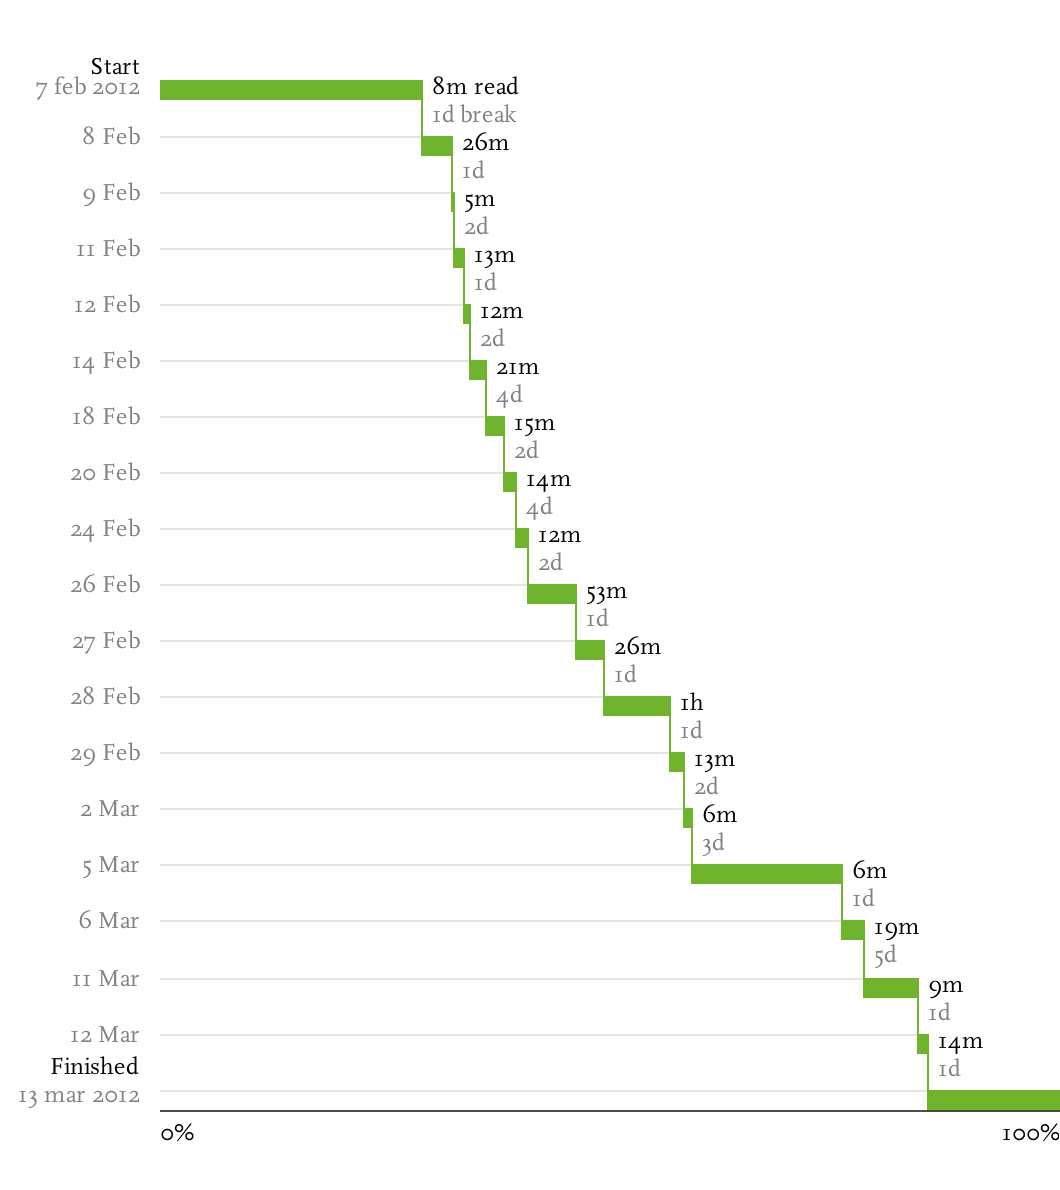 Start
7 feb 2012
8m read
1d break
8 Feb
26m
1d
9 Feb
5m
2d
11 Feb
13m
1d
12 Feb
12m
2d
14 Feb
21m
4d
18 Feb
15m
2d
20 Feb
14m
4d
24 Feb
12m
2d
26 Feb
53m
1d
27 Feb
26m
1d
28 Feb
1h
1d
29 Feb
13m
2d
2 Mar
6m
3d
5 Mar
6m
1d
6 Mar
19m
5d
11 Mar
9m
1d
12 Mar
14m
1d
Finished
13 mar 2012
0%
100%